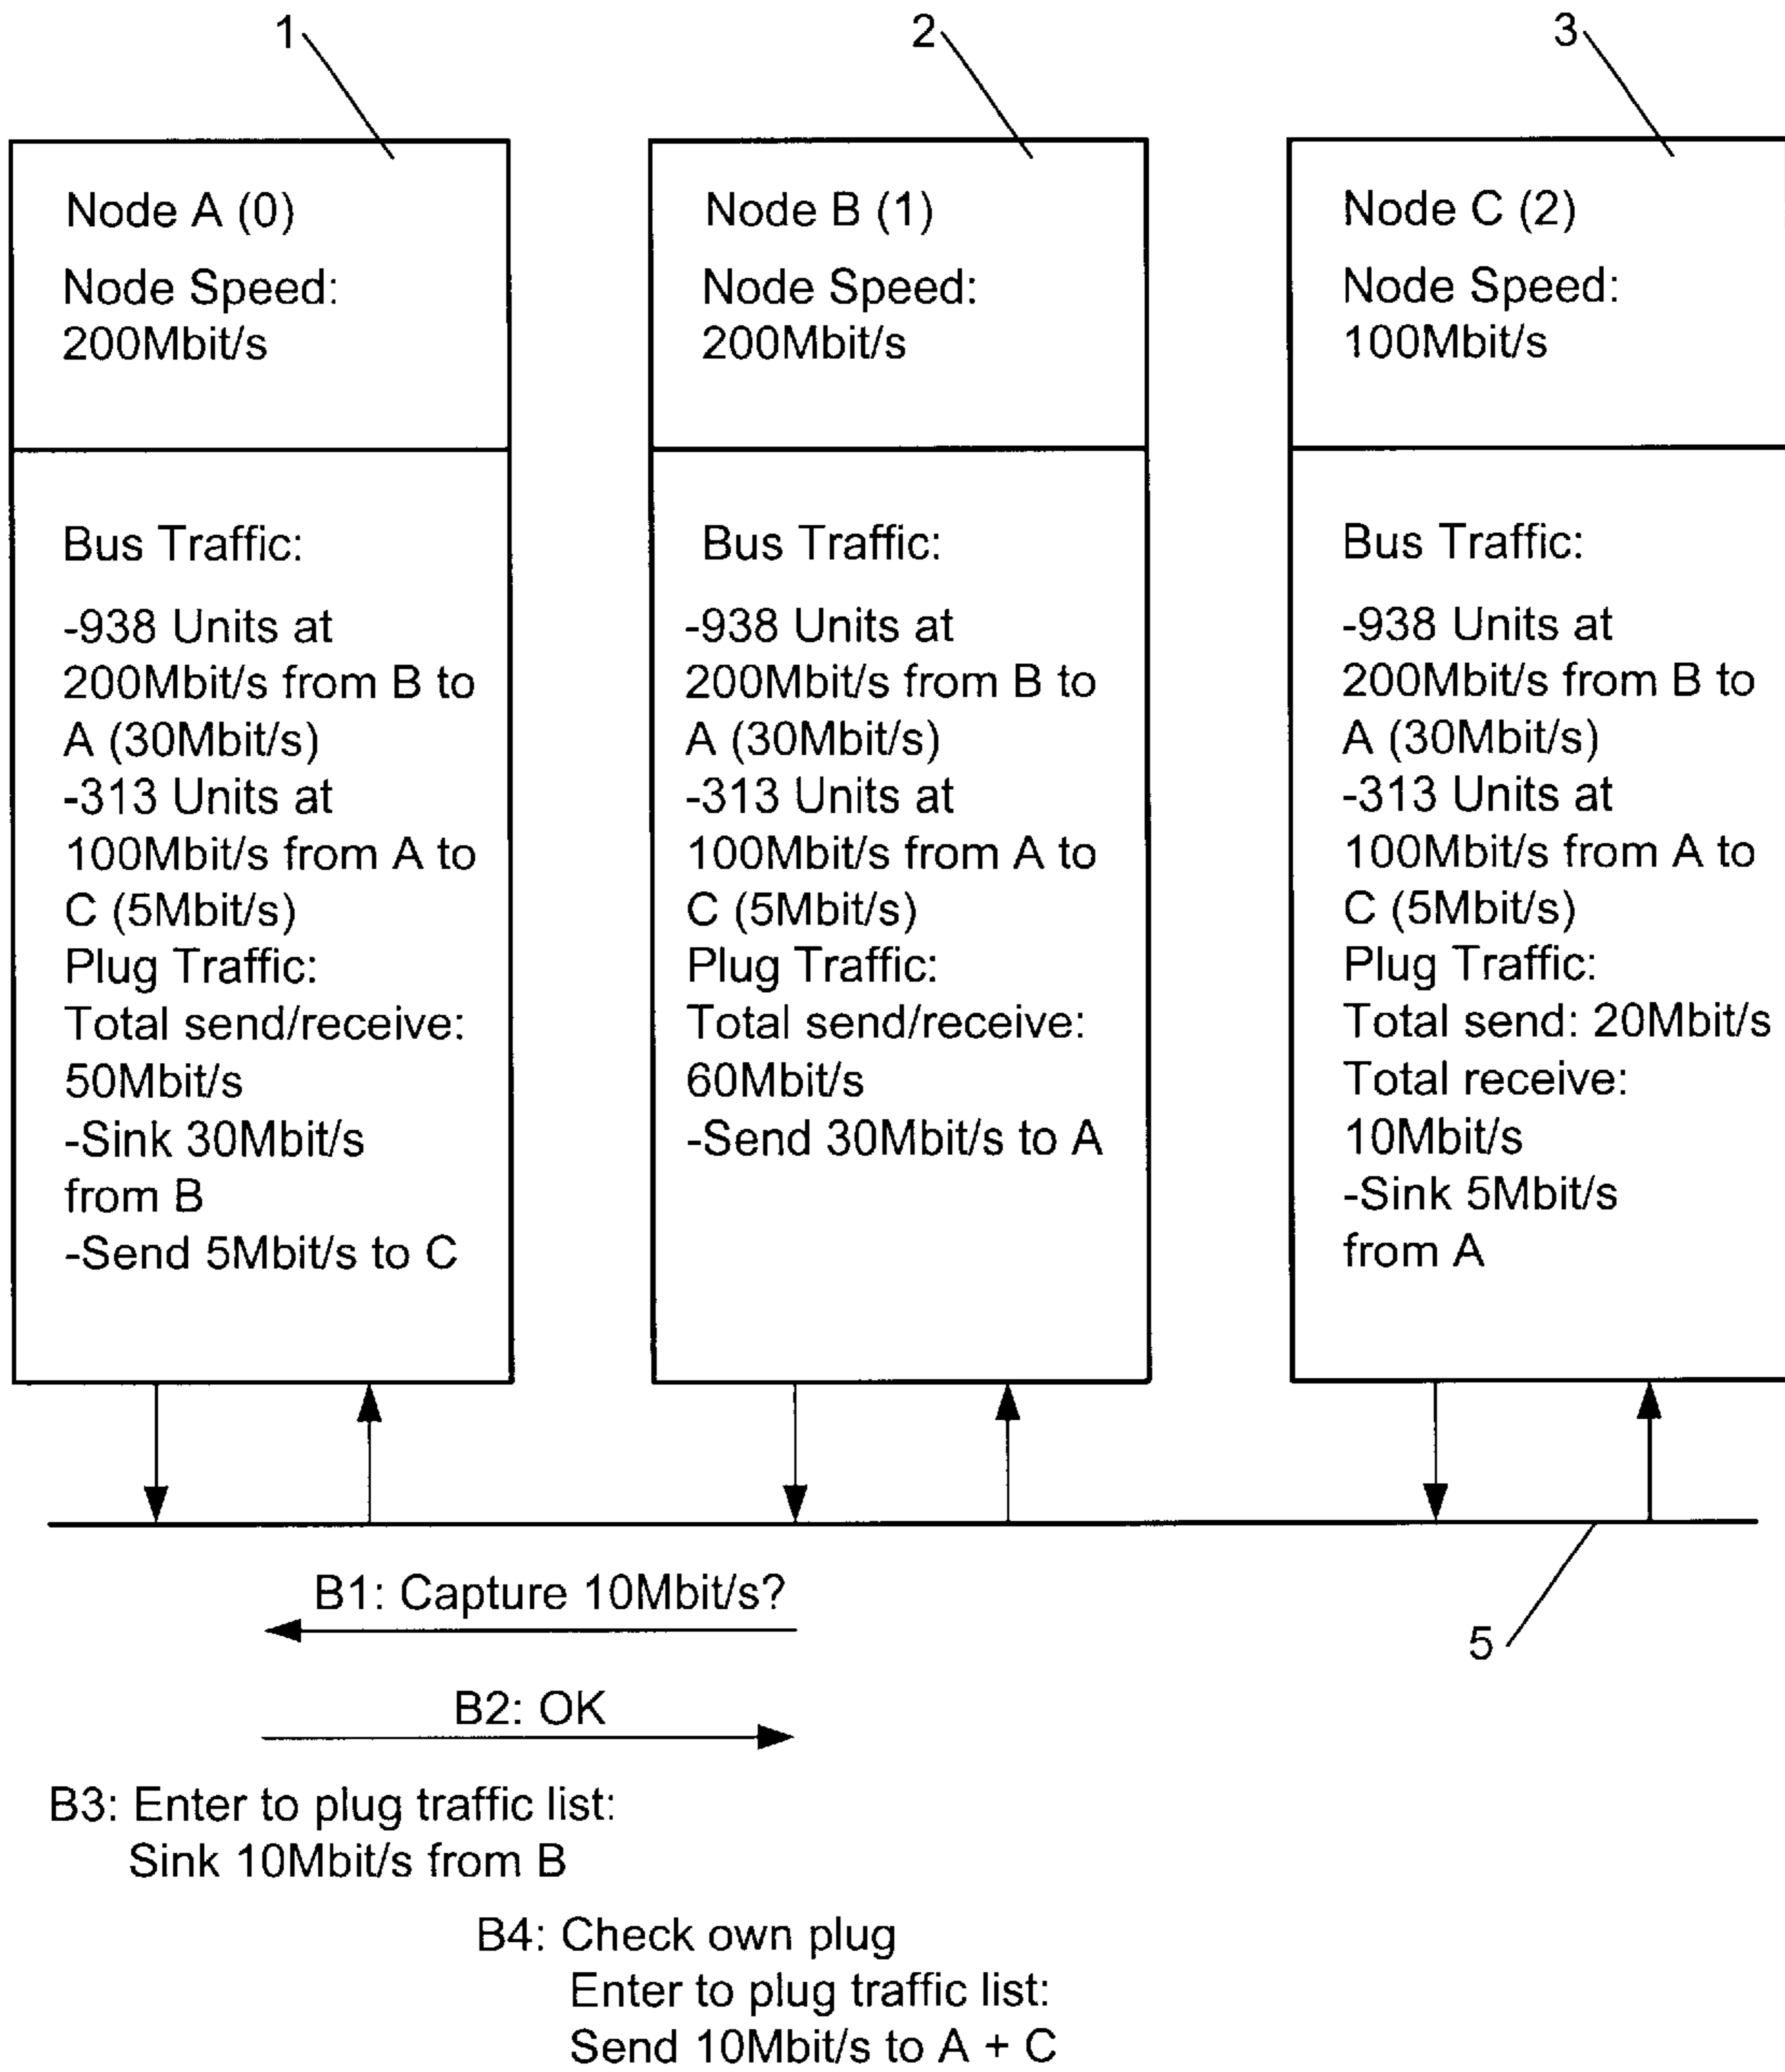 1
2
3
Node A (0)
Node Speed:
200Mbit/s
Bus Traffic:
-938 Units at
200Mbit/s from B to
A (30Mbit/s)
-313 Units at
100Mbit/s from A to
C (5Mbit/s)
Plug Traffic:
Total send/receive:
50Mbit/s
-Sink 30Mbit/s
from B
-Send 5Mbit/s to C
Node B (1)
Node Speed:
200Mbit/s
Bus Traffic:
-938 Units at
200Mbit/s from B to
A (30Mbit/s)
-313 Units at
100Mbit/s from A to
C (5Mbit/s)
Plug Traffic:
Total send/receive:
60Mbit/s
-Send 30Mbit/s to A
Node C (2)
Node Speed:
100Mbit/s
Bus Traffic:
-938 Units at
200Mbit/s from B to
A (30Mbit/s)
-313 Units at
100Mbit/s from A to
C (5Mbit/s)
Plug Traffic:
Total send: 20Mbit/s
Total receive:
10Mbit/s
-Sink 5Mbit/s
from A
5
B1: Capture 10Mbit/s?
B2: OK
B3: Enter to plug traffic list:
Sink 10Mbit/s from B
B4: Check own plug
Enter to plug traffic list:
Send 10Mbit/s to A + C